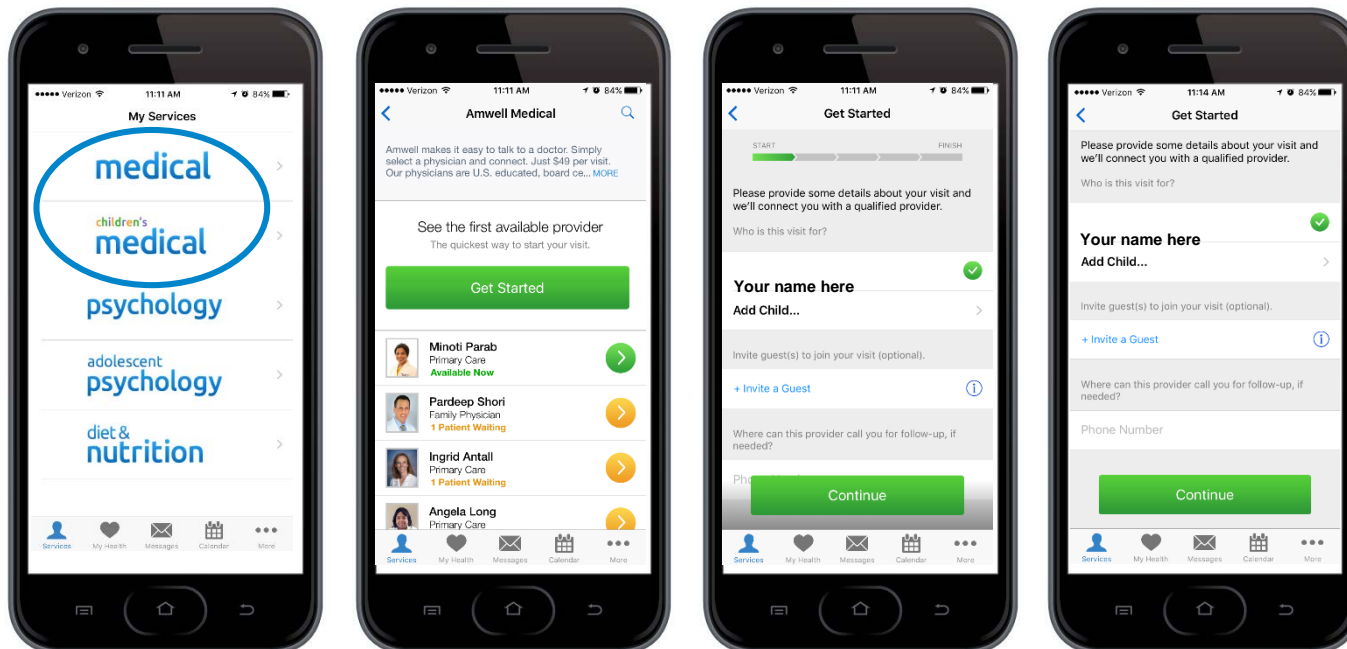 ●●●●● Verizon 11:11 AM 84%
My Services
medical
children's
medical
psychology
adolescent
psychology
diet &
nutrition
Services My Health Messages Calendar More
●●●●● Verizon 11:11 AM 84%
Amwell Medical
Amwell makes it easy to talk to a doctor. Simply
select a physician and connect. Just $49 per visit.
Our physicians are U.S. educated, board ce... MORE
See the first available provider
The quickest way to start your visit.
Get Started
Minoti Parab
Primary Care
Available Now
Pardeep Shori
Family Physician
1 Patient Waiting
Ingrid Antall
Primary Care
1 Patient Waiting
Angela Long
Primary Care
Services My Health Messages Calendar More
●●●●● Verizon 11:11 AM 84%
Get Started
START FINISH
Please provide some details about your visit and
we'll connect you with a qualified provider.
Who is this visit for?
Your name here
Add Child...
Invite guest(s) to join your visit (optional).
+ Invite a Guest
Where can this provider call you for follow-up, if
needed?
Continue
Services My Health Messages Calendar More
●●●●● Verizon 11:14 AM 84%
Get Started
Please provide some details about your visit and
we'll connect you with a qualified provider.
Who is this visit for?
Your name here
Add Child...
Invite guest(s) to join your visit (optional).
+ Invite a Guest
Where can this provider call you for follow-up, if
needed?
Phone Number
Continue
Services My Health Messages Calendar More